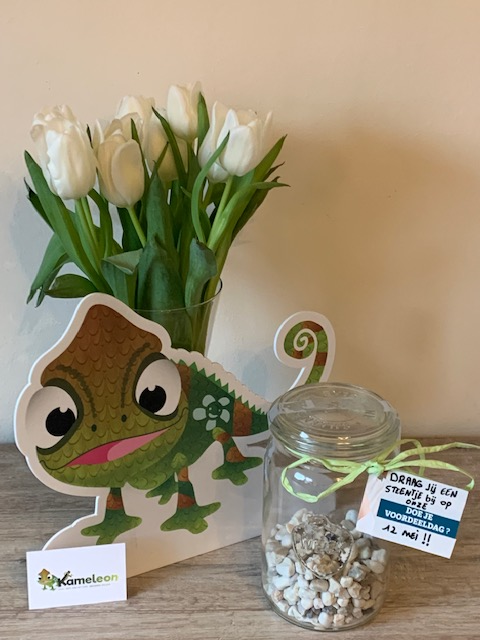 DRAAG JIJ EEN
STEENTJE BIJ OP
ONZE
DOE JE
VOORDEELDAG ?
12 MEI !!
Kameleon